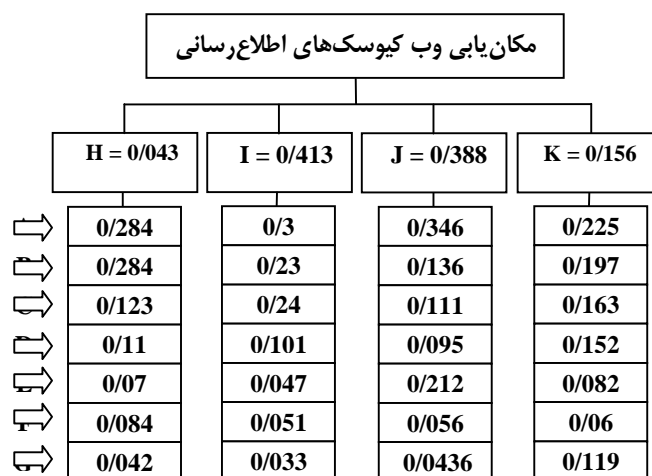 مکان‌یابی وب کیوسک‌های اطلاع‌رسانی
H = 0/043 I = 0/413 J = 0/388 K = 0/156
0/284 0/3 0/346 0/225
0/284 0/23 0/136 0/197
0/123 0/24 0/111 0/163
0/11 0/101 0/095 0/152
0/07 0/047 0/212 0/082
0/084 0/051 0/056 0/06
0/042 0/033 0/0436 0/119